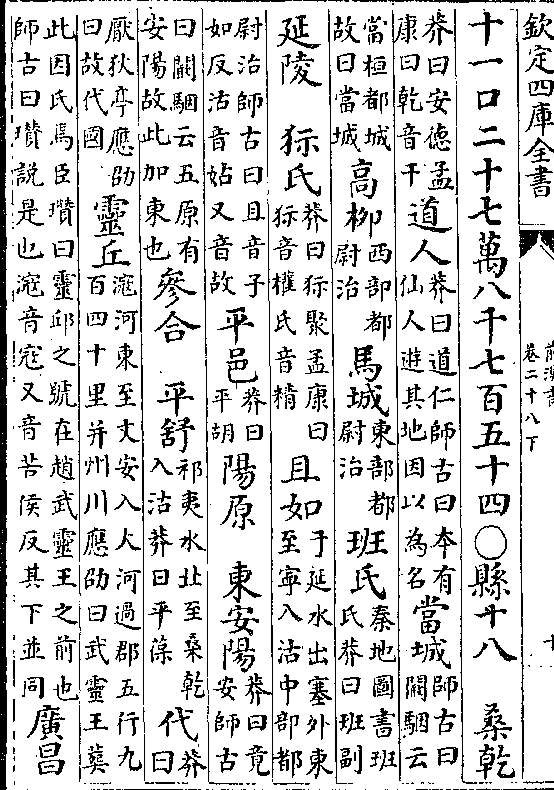 欽定四庫全書
前漢書
卷二十八下
十
十一口二十七萬八千七百五十四〇縣十八 桑乾
莽曰安德孟康曰乾音干 道人 莽曰道仁師古曰本有仙人遊其地因以為名 當城 師古曰闞駰云
當桓都城故曰當城 高柳 西部都尉治 馬城 東部都尉治 班氏 秦地圖書班氏莽曰班副
延陵 狋氏 莽曰狋聚孟康曰狋音權氏音精 且如 于延水出塞外東至寧入沽中部都
尉治師古曰且音子如反沽音姑又音故 平邑 莽曰平胡 陽原 東安陽 莽曰竟安師古
曰闞駰云五原有安陽故此加東也 參合 平舒 祁夷水北至桑乾入沽莽曰平葆 代 莽曰
厭狄亭應劭曰故代國 靈丘 滱河東至文安入大河過郡五行九百四十里并州川應劭曰武靈王葬
此因氏焉臣瓚曰靈邱之號在趙武靈王之前也師古曰瓚說是也滱音寇又音苦侯反其下並同 廣昌